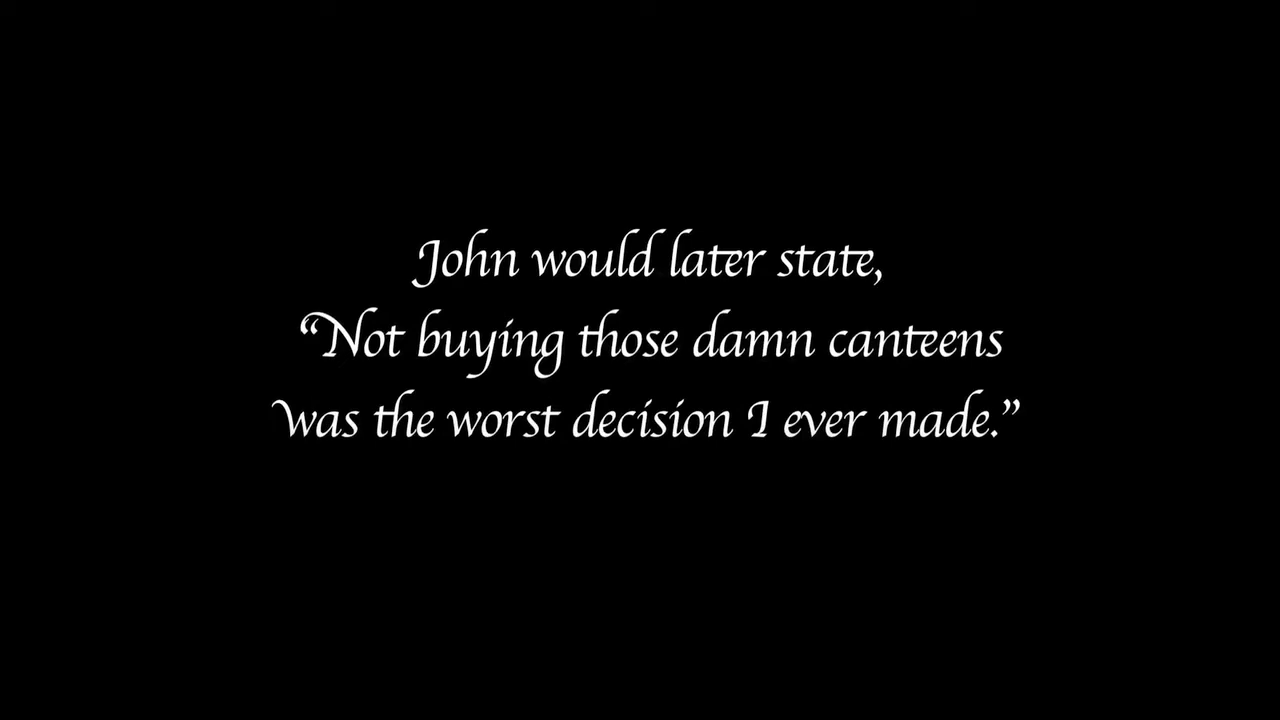 John would later state,
“Not buying those damn canteens
was the worst decision I ever made.”